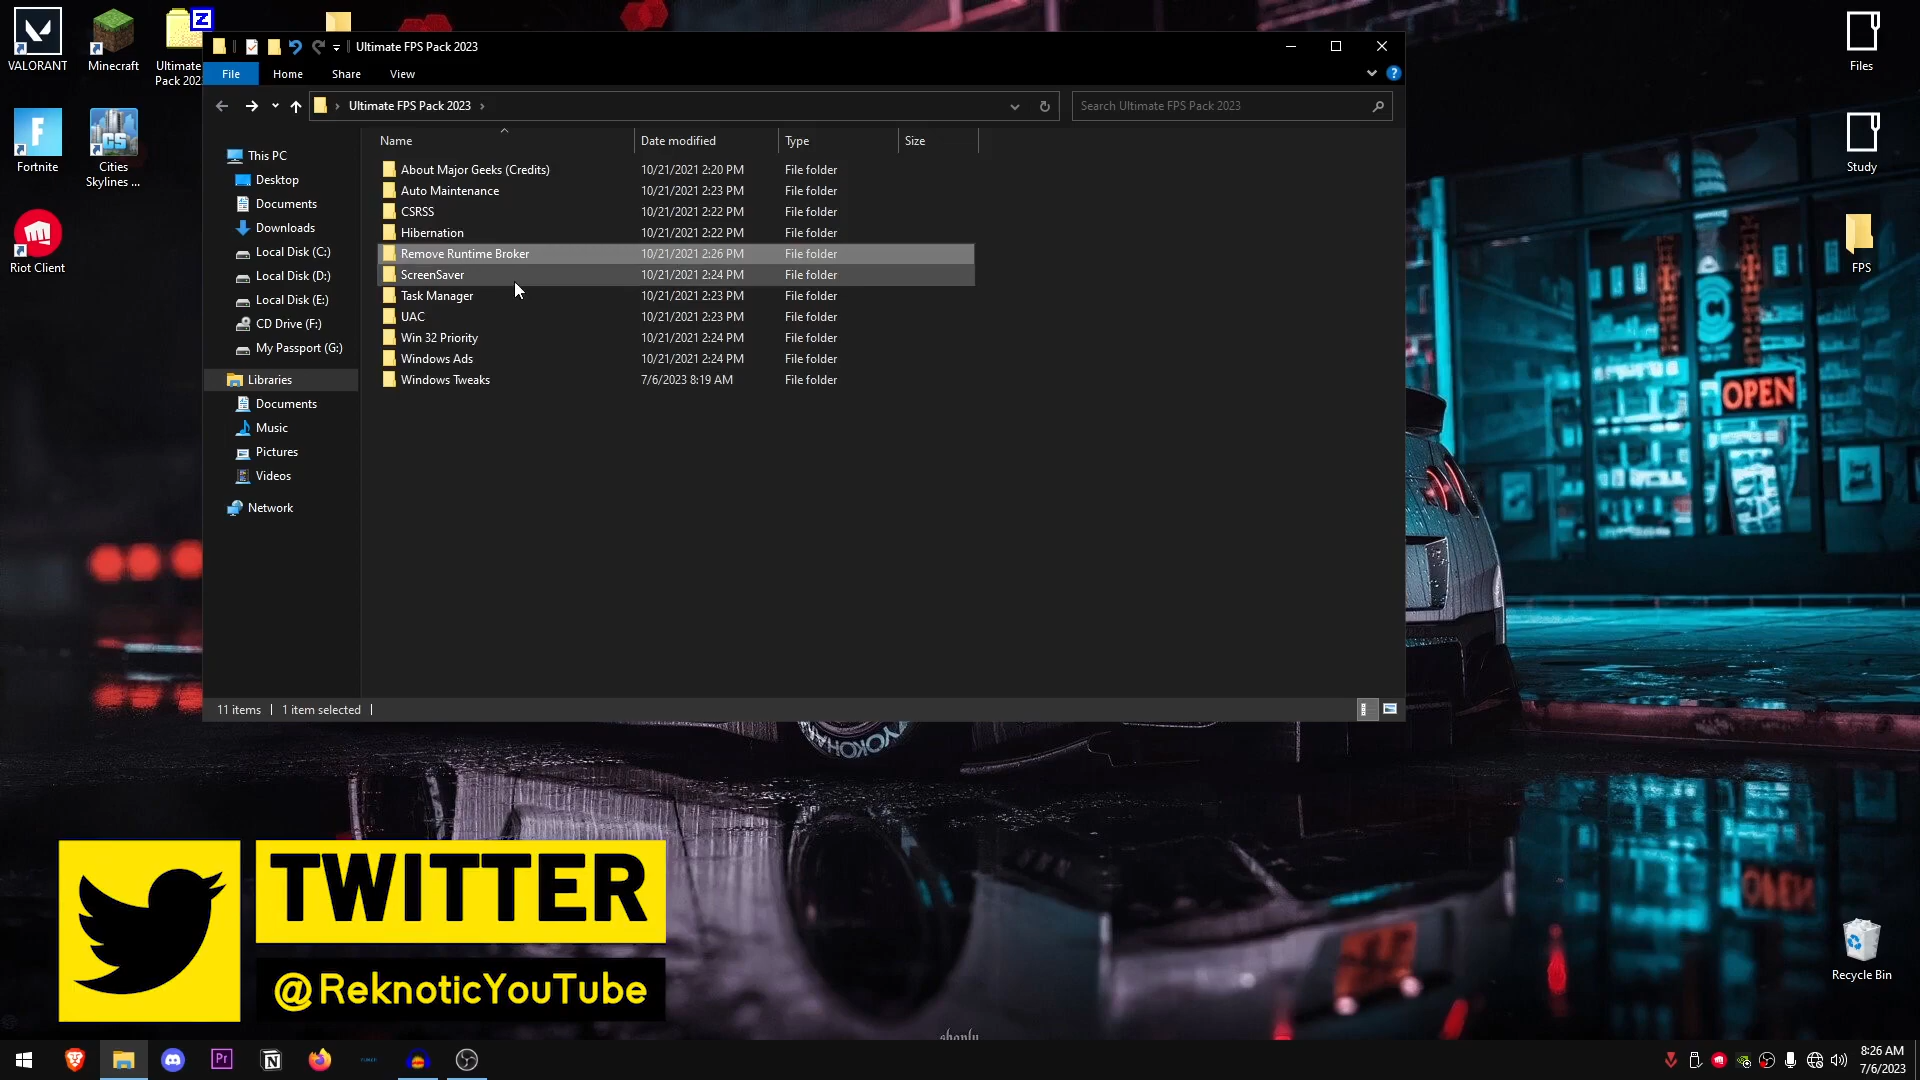 VALORANT
Minecraft
Ultimate
Pack 202
Fortnite
Cities
Skylines ...
Riot Client
Ultimate FPS Pack 2023
File
Home
Share
View
Ultimate FPS Pack 2023
Search Ultimate FPS Pack 2023
This PC
Desktop
Documents
Downloads
Local Disk (C:)
Local Disk (D:)
Local Disk (E:)
CD Drive (F:)
My Passport (G:)
Libraries
Documents
Music
Pictures
Videos
Network
Name Date modified Type Size
About Major Geeks (Credits) 10/21/2021 2:20 PM File folder
Auto Maintenance 10/21/2021 2:23 PM File folder
CSRSS 10/21/2021 2:22 PM File folder
Hibernation 10/21/2021 2:22 PM File folder
Remove Runtime Broker 10/21/2021 2:26 PM File folder
ScreenSaver 10/21/2021 2:24 PM File folder
Task Manager 10/21/2021 2:23 PM File folder
UAC 10/21/2021 2:23 PM File folder
Win 32 Priority 10/21/2021 2:24 PM File folder
Windows Ads 10/21/2021 2:24 PM File folder
Windows Tweaks 7/6/2023 8:19 AM File folder
11 items
1 item selected
Files
Study
FPS
OPEN
YOKOHAMA
TWITTER
@ReknoticYouTube
Recycle Bin
Pr
8:26 AM
7/6/2023